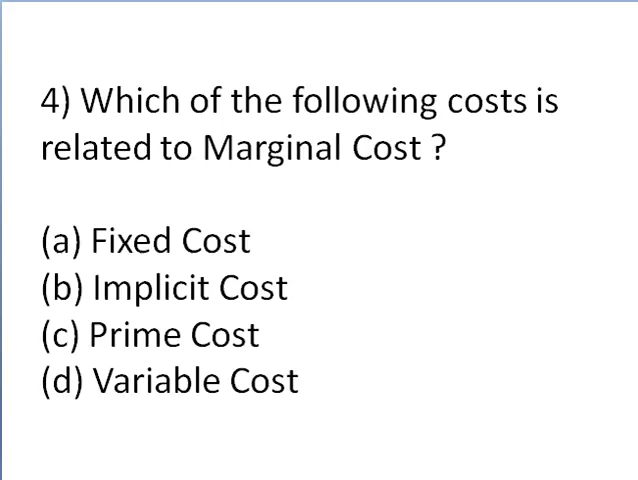 4) Which of the following costs is
related to Marginal Cost ?
(a) Fixed Cost
(b) Implicit Cost
(c) Prime Cost
(d) Variable Cost